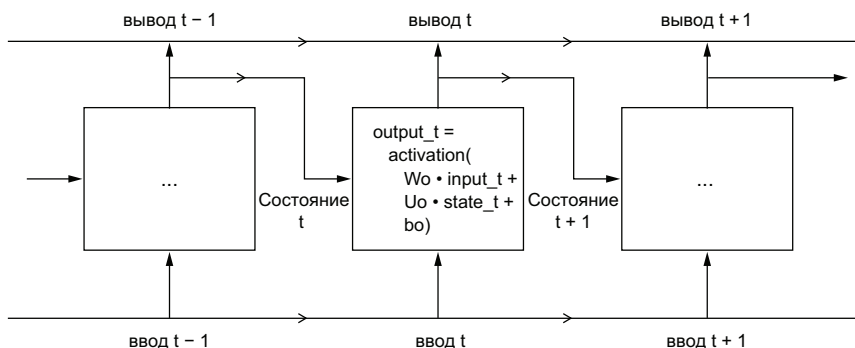 вывод t − 1
вывод t
вывод t + 1
...
output_t =
activation(
Wo • input_t +
Uo • state_t +
bo)
...
Состояние
t
Состояние
t + 1
ввод t − 1
ввод t
ввод t + 1